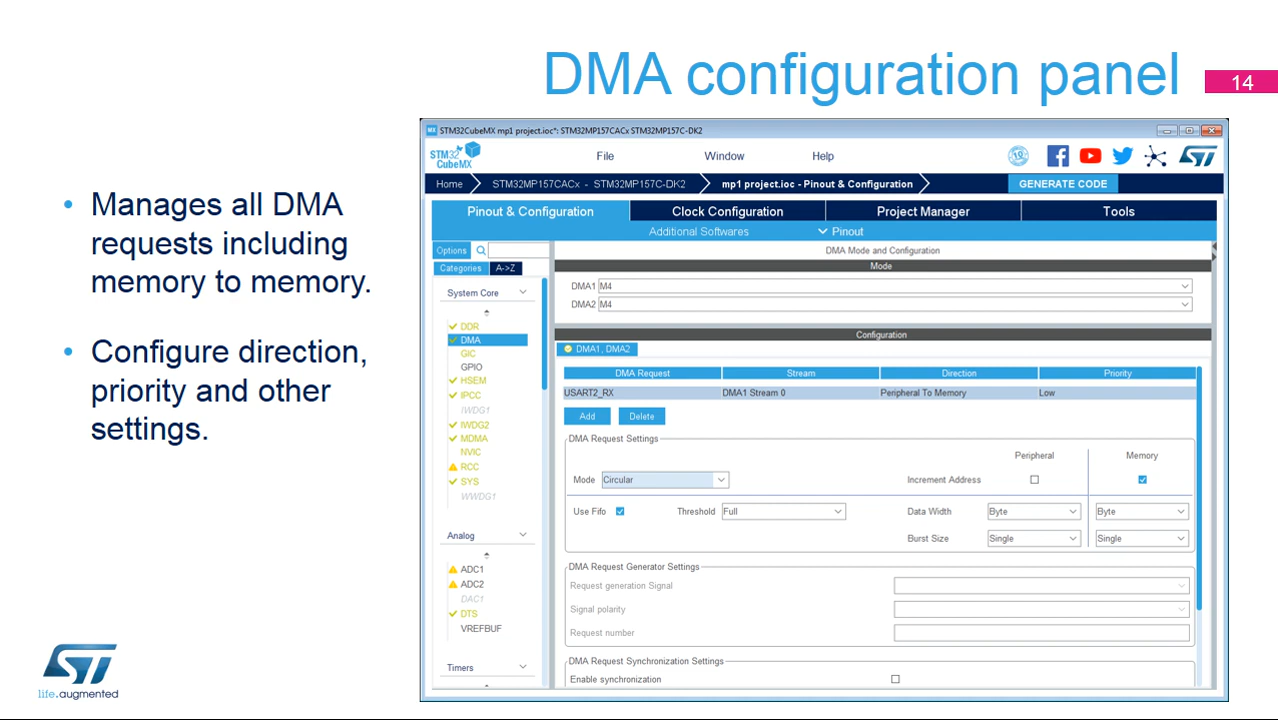 DMA configuration panel
14
Manages all DMA
requests including
memory to memory.
Configure direction,
priority and other
settings.
life.augmented
MX STM32CubeMX mp1 project.ioc*: STM32MP157CACx STM32MP157C-DK2
STM32
CubeMX
File Window Help
10
Home STM32MP157CACx - STM32MP157C-DK2 mp1 project.ioc - Pinout & Configuration GENERATE CODE
Pinout & Configuration Clock Configuration Project Manager Tools
Additional Softwares Pinout
Options
Categories A->Z
System Core
DDR
DMA
GIC
GPIO
HSEM
IPCC
IWDG1
IWDG2
MDMA
NVIC
RCC
SYS
WWDG1
Analog
ADC1
ADC2
DAC1
DTS
VREFBUF
Timers
DMA Mode and Configuration
Mode
DMA1 M4
DMA2 M4
Configuration
DMA1, DMA2
DMA Request Stream Direction Priority
USART2_RX DMA1 Stream 0 Peripheral To Memory Low
Add Delete
DMA Request Settings
Peripheral Memory
Mode Circular Increment Address
Use Fifo Threshold Full Data Width Byte Byte
Burst Size Single Single
DMA Request Generator Settings
Request generation Signal
Signal polarity
Request number
DMA Request Synchronization Settings
Enable synchronization